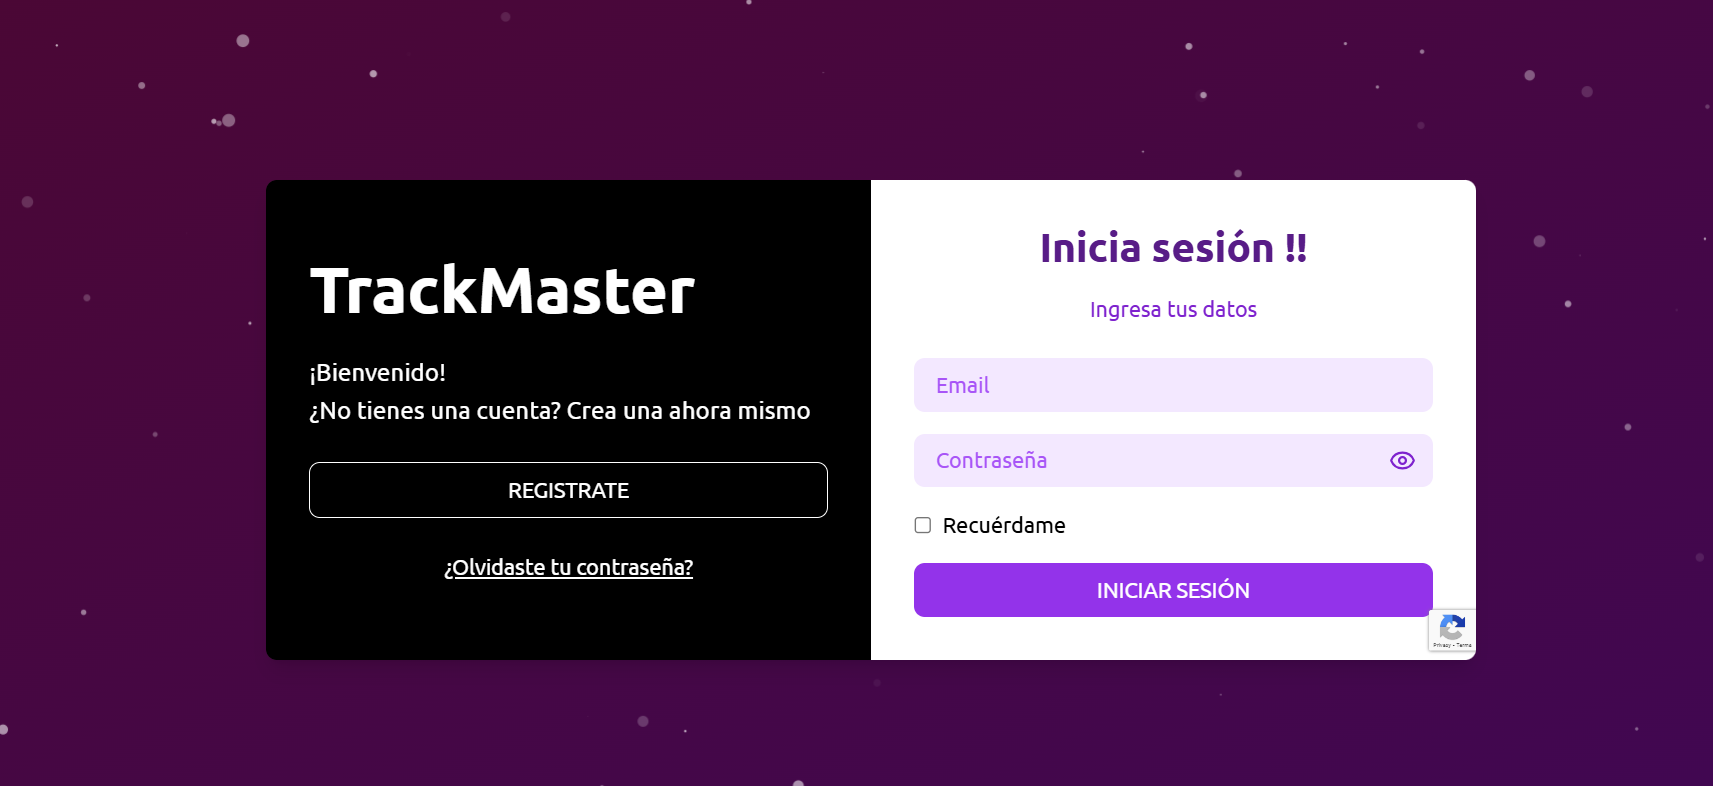 TrackMaster
¡Bienvenido!
¿No tienes una cuenta? Crea una ahora mismo
REGISTRATE
¿Olvidaste tu contraseña?
Inicia sesión !!
Ingresa tus datos
Email
Contraseña
Recuérdame
INICIAR SESIÓN
Privacy - Terms